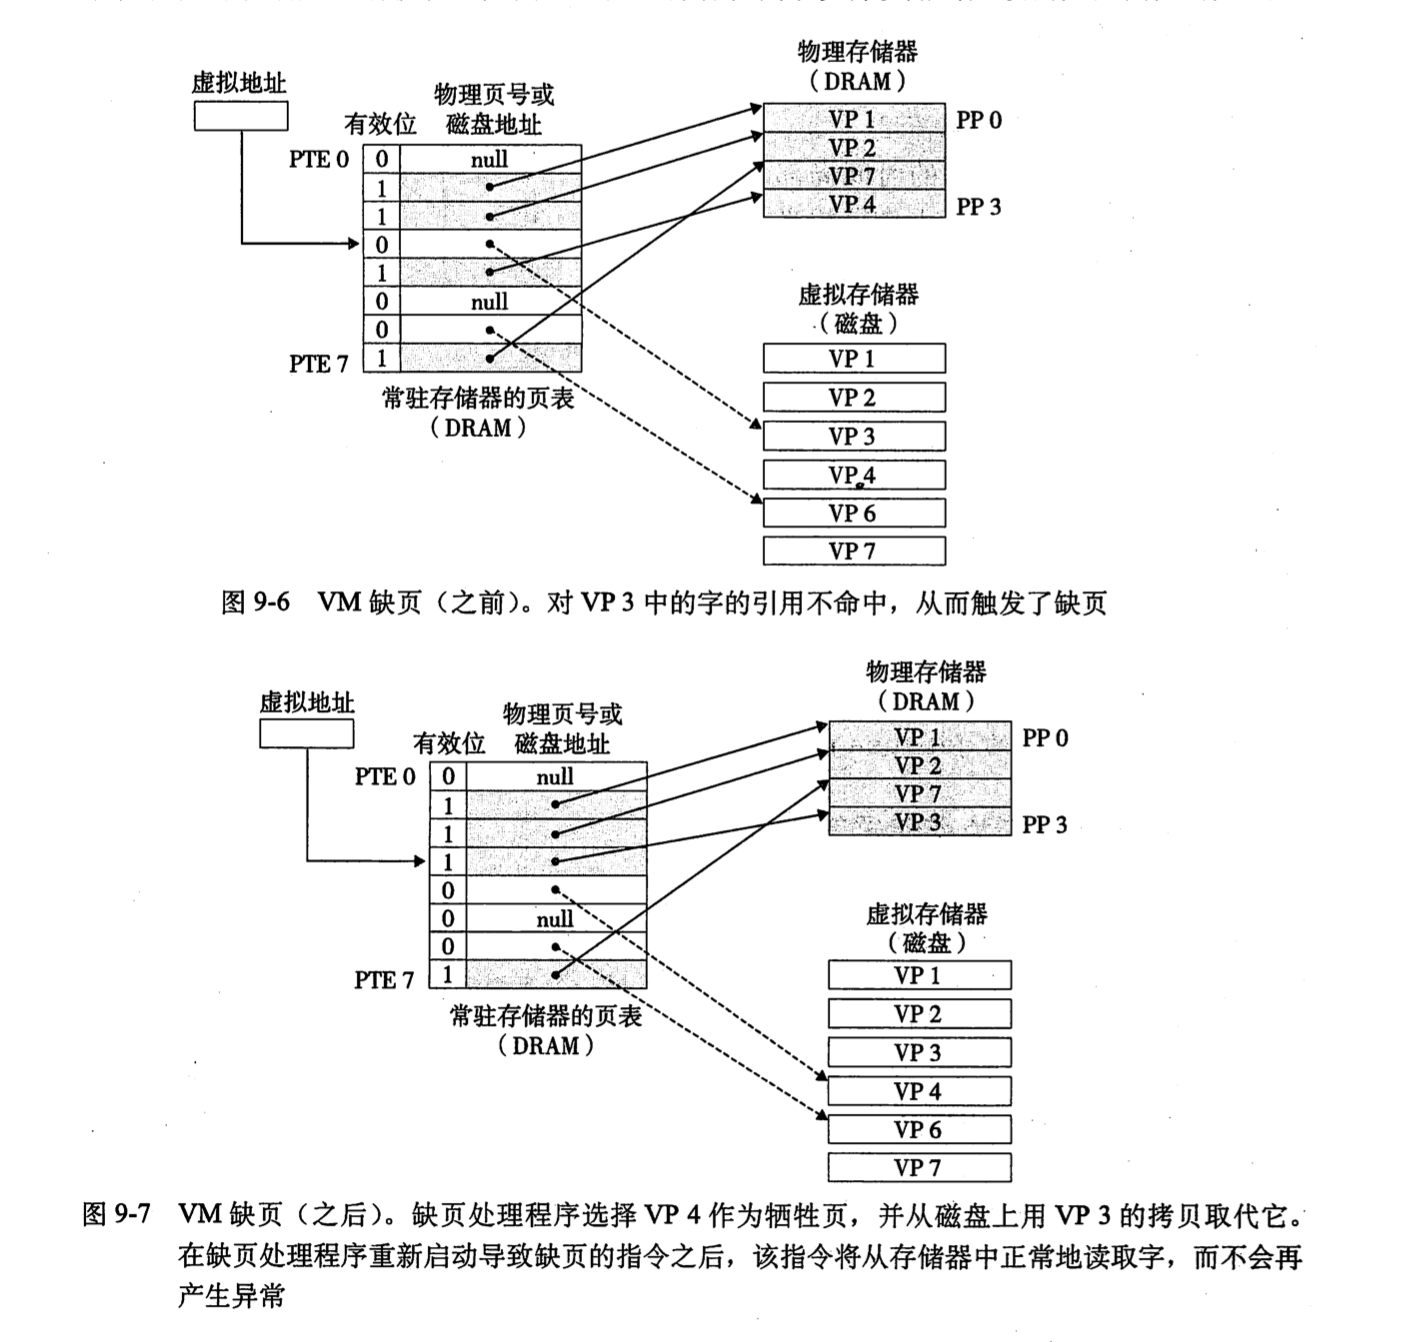 物理存储器
（DRAM）
虚拟地址
物理页号或
有效位 磁盘地址
VP 1 PP 0
VP 2
PTE 0 0 null
VP 7
1
VP 4 PP 3
1
0
1
虚拟存储器
0 null
（磁盘）
0
VP 1
PTE 7 1
常驻存储器的页表
VP 2
（DRAM）
VP 3
VP 4
VP 6
VP 7
图 9-6 VM 缺页（之前）。对 VP 3 中的字的引用不命中，从而触发了缺页
物理存储器
（DRAM）
虚拟地址
物理页号或
有效位 磁盘地址
VP 1 PP 0
VP 2
PTE 0 0 null
VP 7
1
VP 3 PP 3
1
1
0
虚拟存储器
0 null
（磁盘）
0
PTE 7 1
VP 1
常驻存储器的页表
VP 2
（DRAM）
VP 3
VP 4
VP 6
VP 7
图 9-7 VM 缺页（之后）。缺页处理程序选择 VP 4 作为牺牲页，并从磁盘上用 VP 3 的拷贝取代它。
在缺页处理程序重新启动导致缺页的指令之后，该指令将从存储器中正常地读取字，而不会再
产生异常